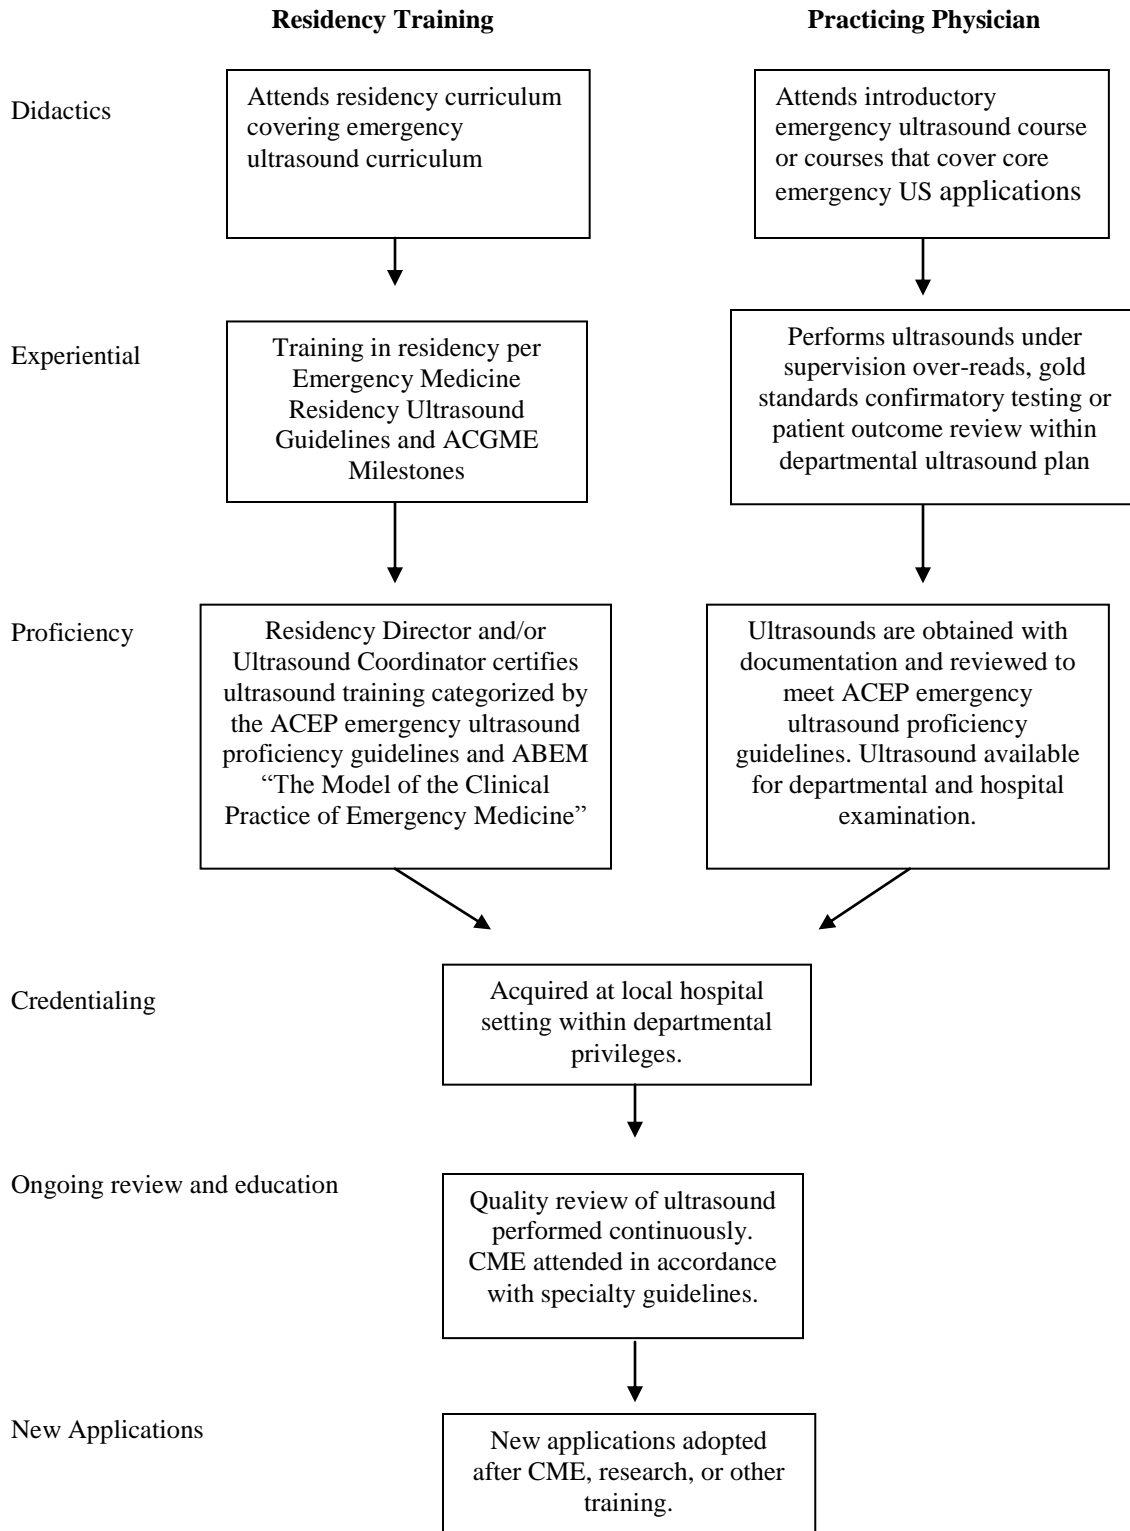 Residency Training
Practicing Physician
Didactics
Attends residency curriculum
covering emergency
ultrasound curriculum
Attends introductory
emergency ultrasound course
or courses that cover core
emergency US applications
Experiential
Training in residency per
Emergency Medicine
Residency Ultrasound
Guidelines and ACGME
Milestones
Performs ultrasounds under
supervision over-reads, gold
standards confirmatory testing or
patient outcome review within
departmental ultrasound plan
Proficiency
Residency Director and/or
Ultrasound Coordinator certifies
ultrasound training categorized by
the ACEP emergency ultrasound
proficiency guidelines and ABEM
“The Model of the Clinical
Practice of Emergency Medicine”
Ultrasounds are obtained with
documentation and reviewed to
meet ACEP emergency
ultrasound proficiency
guidelines. Ultrasound available
for departmental and hospital
examination.
Credentialing
Acquired at local hospital
setting within departmental
privileges.
Ongoing review and education
Quality review of ultrasound
performed continuously.
CME attended in accordance
with specialty guidelines.
New Applications
New applications adopted
after CME, research, or other
training.